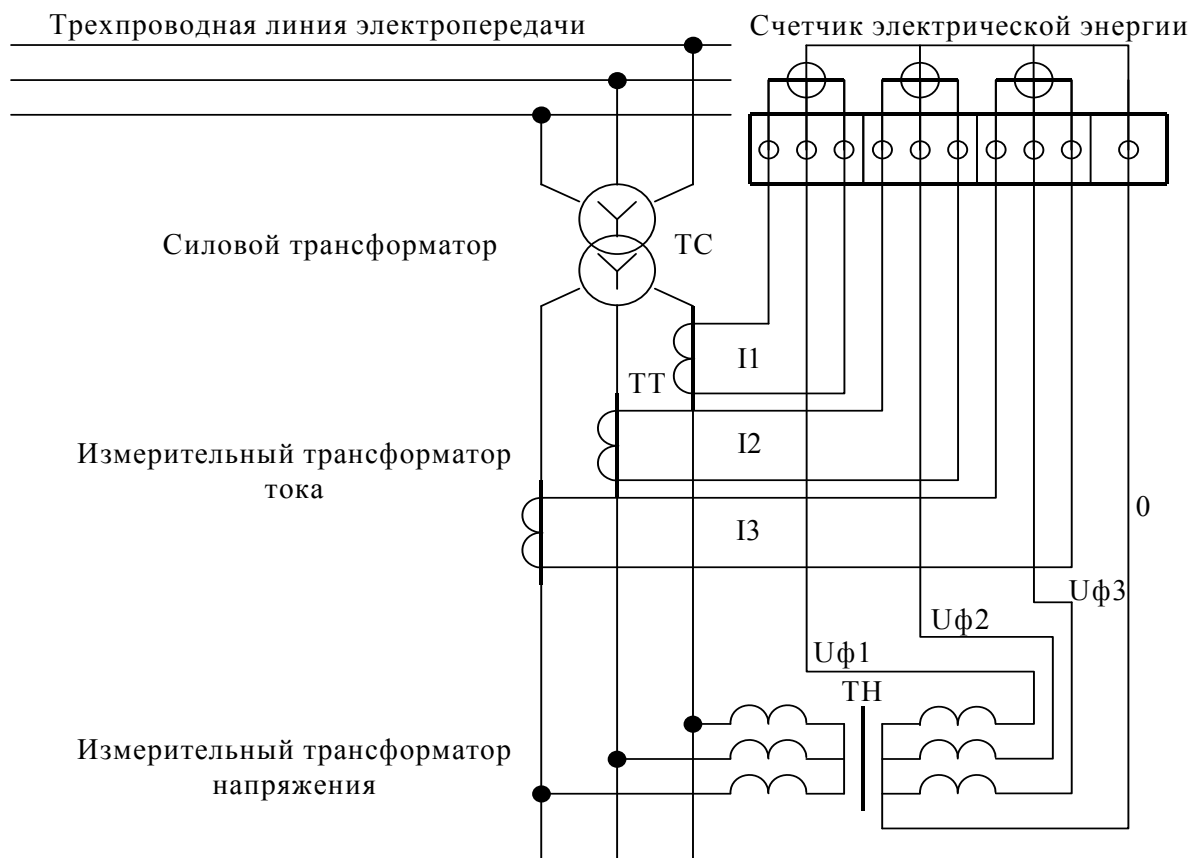 Трехпроводная линия электропередачи
Счетчик электрической энергии
Силовой трансформатор
ТС
I1
ТТ
I2
Измерительный трансформатор
тока
0
I3
Uф3
Uф2
Uф1
ТН
Измерительный трансформатор
напряжения